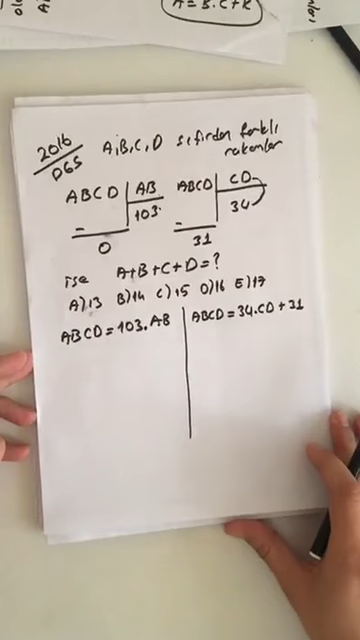 A = B.C+K
2016
DGS
A,B,C,D sıfırdan farklı
rakamlar
ABCD | AB
103
0
ABCD | CD
34
31
ise A+B+C+D=?
A)13 B)14 C)15 D)16 E)17
ABCD=103.AB
ABCD=34.CD+31